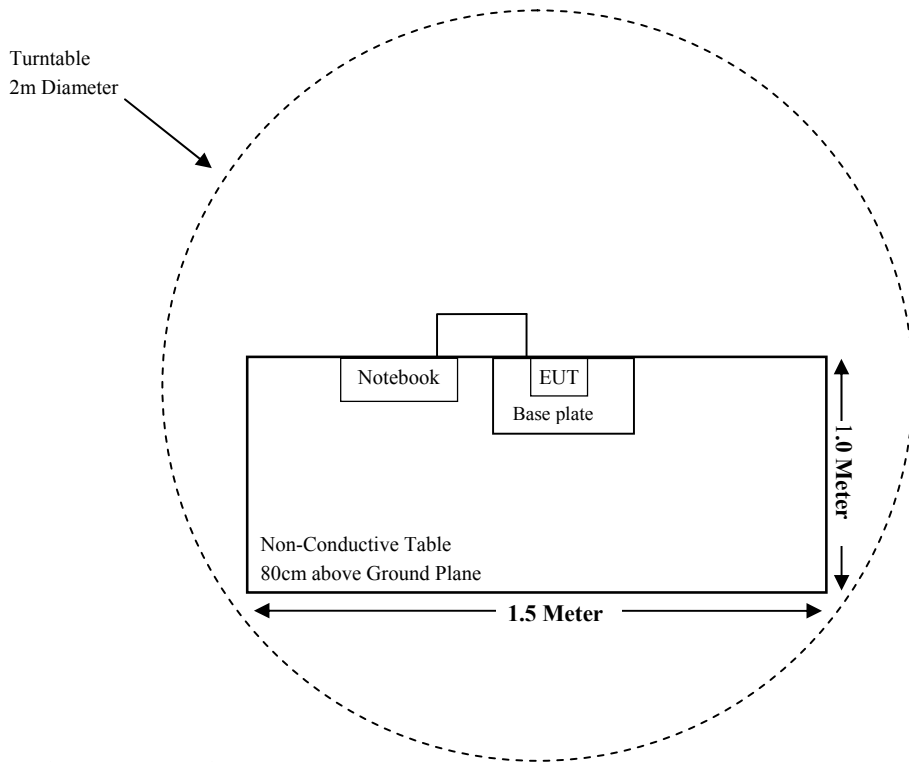 Turntable
2m Diameter
Notebook
EUT
Base plate
1.0 Meter
Non-Conductive Table
80cm above Ground Plane
1.5 Meter